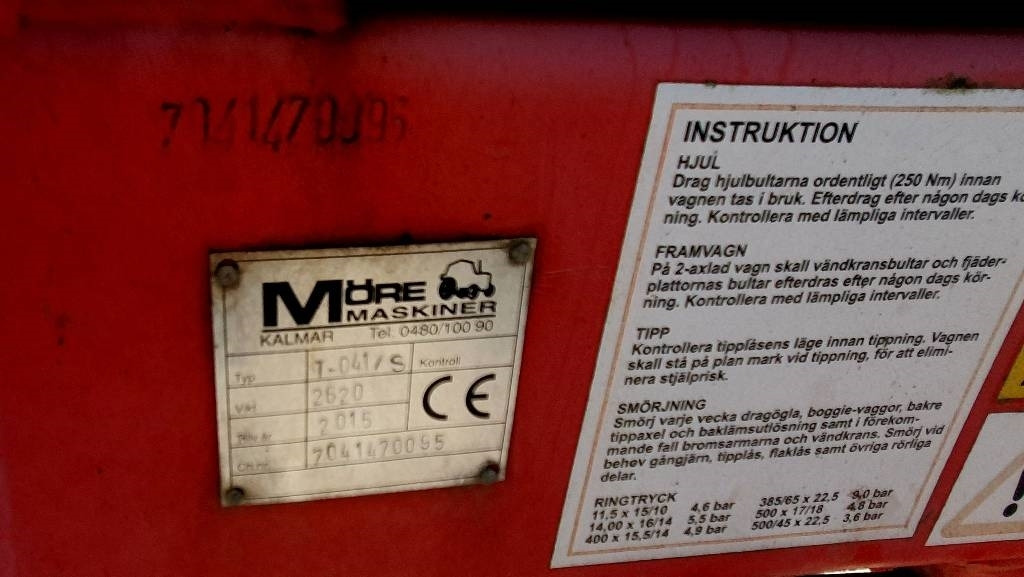 7041470095
MÖRE
MASKINER
KALMAR Tel. 0480/100 90
Typ T-041/S Kontroll
Vikt 2620
Tillv.år 2015
Ch.nr. 7041470095
CE
INSTRUKTION
HJUL
Drag hjulbultarna ordentligt (250 Nm) innan
vagnen tas i bruk. Efterdrag efter någon dags kö
ning. Kontrollera med lämpliga intervaller.
FRAMVAGN
På 2-axlad vagn skall vändkransbultar och fjäder-
plattornas bultar efterdras efter någon dags kör-
ning. Kontrollera med lämpliga intervaller.
TIPP
Kontrollera tipplåsens läge innan tippning. Vagnen
skall stå på plan mark vid tippning, för att elimi-
nera stjälprisk.
SMÖRJNING
Smörj varje vecka dragögla, boggie-vaggor, bakre
tippaxel och baklämsutlösning samt i förekom-
mande fall bromsarmarna och vändkrans. Smörj vid
behov gångjärn, tipplås, flaklås samt övriga rörliga
delar.
RINGTRYCK
11,5 x 15/10 4,6 bar 385/65 x 22,5 9,0 bar
14,00 x 16/14 5,5 bar 500 x 17/18 4,8 bar
400 x 15,5/14 4,9 bar 500/45 x 22,5 3,6 bar